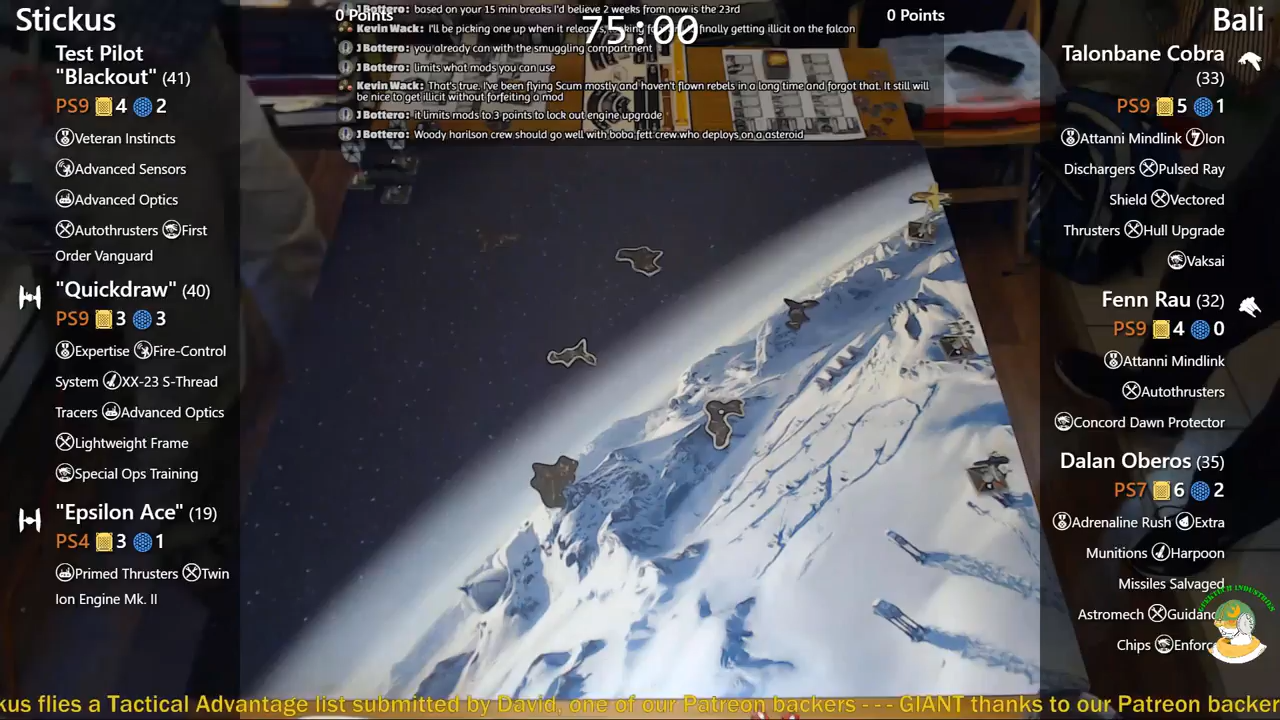 Stickus
Test Pilot
"Blackout" (41)
PS9 4 2
Veteran Instincts
Advanced Sensors
Advanced Optics
Autothrusters First
Order Vanguard
"Quickdraw" (40)
PS9 3 3
Expertise Fire-Control
System XX-23 S-Thread
Tracers Advanced Optics
Lightweight Frame
Special Ops Training
"Epsilon Ace" (19)
PS4 3 1
Primed Thrusters Twin
Ion Engine Mk. II
0 Points
75:00
0 Points
J Bottero: based on your 15 min breaks I'd believe 2 weeks from now is the 23rd
Kevin Wack: I'll be picking one up when it releases, finally getting illicit on the falcon
J Bottero: you already can with the smuggling compartment
J Bottero: limits what mods you can use
Kevin Wack: That's true. I've been flying Scum mostly and haven't flown rebels in a long time and forgot that. It still will
be nice to get illicit without forfeiting a mod
J Bottero: it limits mods to 3 points to lock out engine upgrade
J Bottero: Woody harilson crew should go well with boba fett crew who deploys on a asteroid
Bali
Talonbane Cobra
(33)
PS9 5 1
Attanni Mindlink Ion
Dischargers Pulsed Ray
Shield Vectored
Thrusters Hull Upgrade
Vaksai
Fenn Rau (32)
PS9 4 0
Attanni Mindlink
Autothrusters
Concord Dawn Protector
Dalan Oberos (35)
PS7 6 2
Adrenaline Rush Extra
Munitions Harpoon
Missiles Salvaged
Astromech Guidanc
Chips Enforc
kus flies a Tactical Advantage list submitted by David, one of our Patreon backers - - - GIANT thanks to our Patreon backer